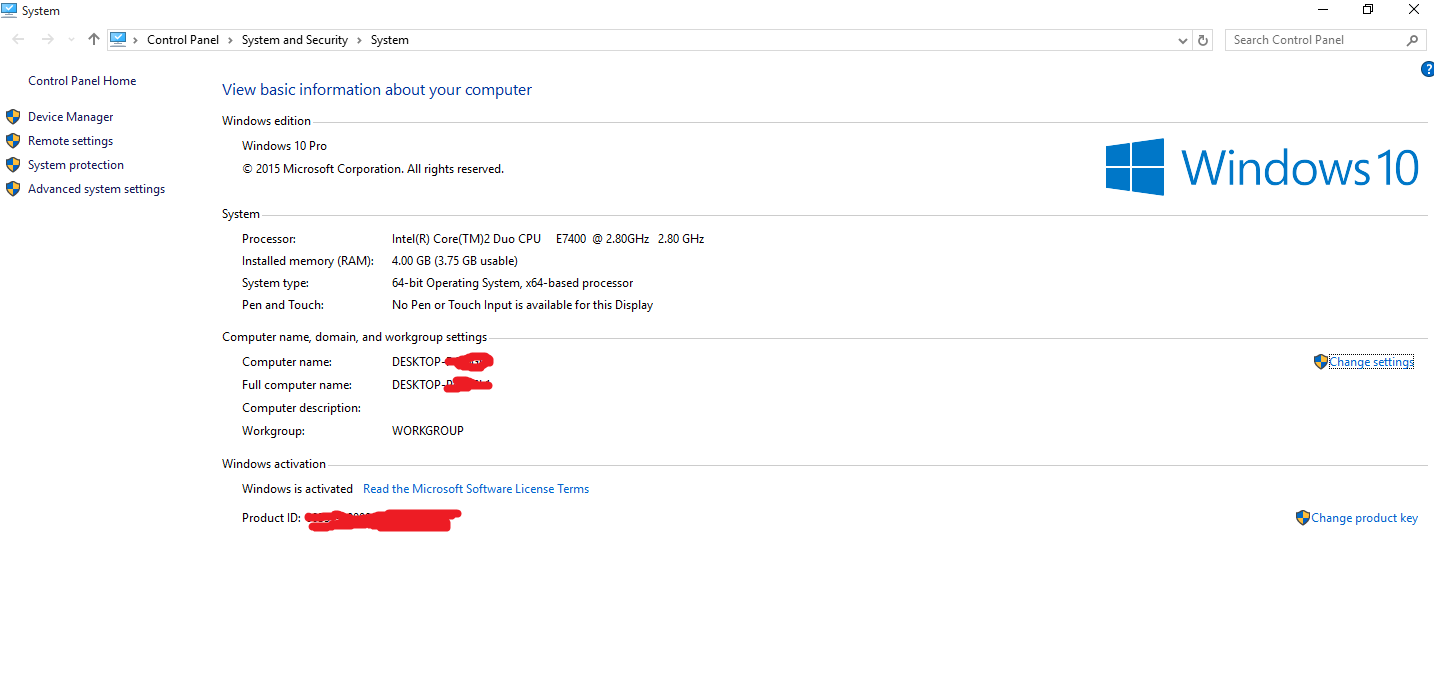 System
Control Panel > System and Security > System
Search Control Panel
?
Control Panel Home
Device Manager
Remote settings
System protection
Advanced system settings
View basic information about your computer
Windows edition
Windows 10 Pro
© 2015 Microsoft Corporation. All rights reserved.
Windows 10
System
Processor: Intel(R) Core(TM)2 Duo CPU E7400 @ 2.80GHz 2.80 GHz
Installed memory (RAM): 4.00 GB (3.75 GB usable)
System type: 64-bit Operating System, x64-based processor
Pen and Touch: No Pen or Touch Input is available for this Display
Computer name, domain, and workgroup settings
Computer name: DESKTOP-
Change settings
Full computer name: DESKTOP-
Computer description:
Workgroup: WORKGROUP
Windows activation
Windows is activated Read the Microsoft Software License Terms
Product ID:
Change product key